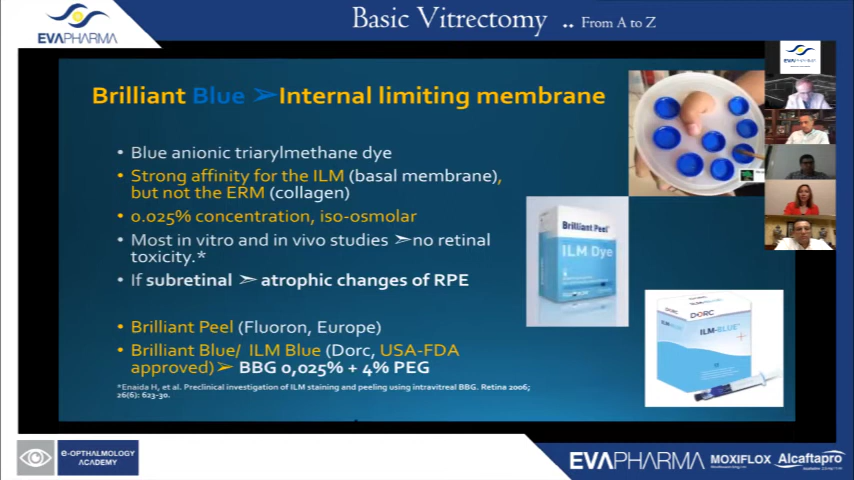 Basic Vitrectomy .. From A to Z
EVAPHARMA
EVAPHARMA
Brilliant Blue ➢Internal limiting membrane
• Blue anionic triarylmethane dye
• Strong affinity for the ILM (basal membrane),
but not the ERM (collagen)
• 0.025% concentration, iso-osmolar
• Most in vitro and in vivo studies ➢no retinal
toxicity.*
• If subretinal ➢ atrophic changes of RPE
• Brilliant Peel (Fluoron, Europe)
• Brilliant Blue/ ILM Blue (Dorc, USA-FDA
approved)➢ BBG 0,025% + 4% PEG
*Enaida H, et al. Preclinical investigation of ILM staining and peeling using intravitreal BBG. Retina 2006;
26(6): 623-30.
Brilliant Peel
ILM Dye
DORC
DORC
ILM-BLUE
e-OPTHALMOLOGY
ACADEMY
EVAPHARMA MOXIFLOX Alcaftapro